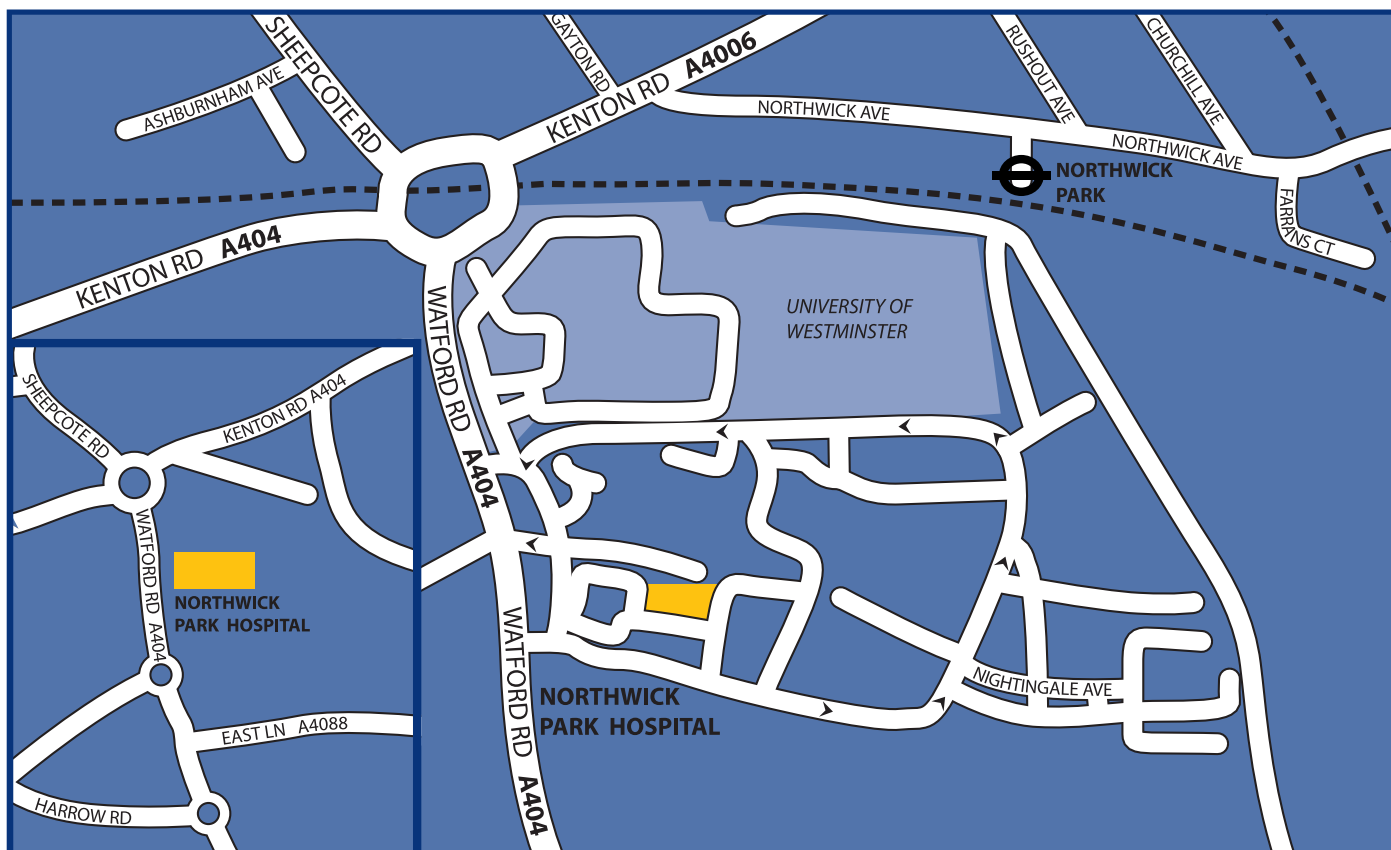 SHEEPCOTE RD
GAYTON RD
KENTON RD A4006
RUSHOUT AVE
CHURCHILL AVE
ASHBURNHAM AVE
NORTHWICK AVE
NORTHWICK AVE
NORTHWICK
PARK
FARRANS CT
KENTON RD A404
WATFORD RD A404
UNIVERSITY OF
WESTMINSTER
SHEEPCOTE RD
KENTON RD A404
WATFORD RD A404
NORTHWICK
PARK HOSPITAL
EAST LN A4088
HARROW RD
WATFORD RD A404
NORTHWICK
PARK HOSPITAL
NIGHTINGALE AVE